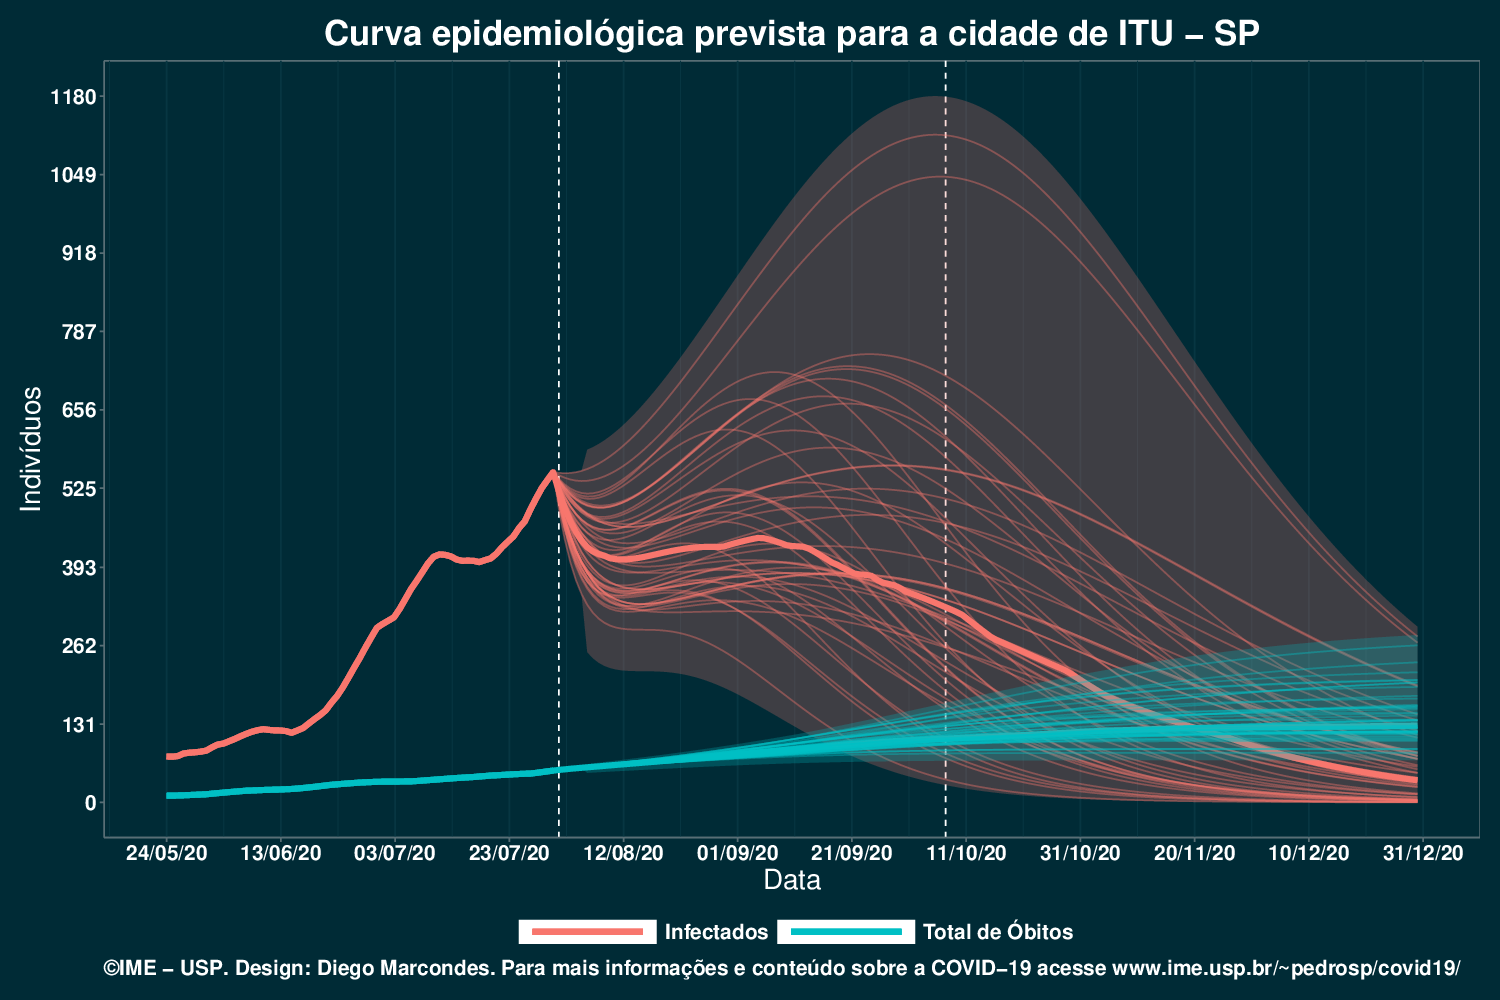 Curva epidemiológica prevista para a cidade de ITU – SP
1180
1049
918
787
656
525
393
262
131
0
Indivíduos
24/05/20 13/06/20 03/07/20 23/07/20 12/08/20 01/09/20 21/09/20 11/10/20 31/10/20 20/11/20 10/12/20 31/12/20
Data
Infectados Total de Óbitos
©IME – USP. Design: Diego Marcondes. Para mais informações e conteúdo sobre a COVID–19 acesse www.ime.usp.br/~pedrosp/covid19/